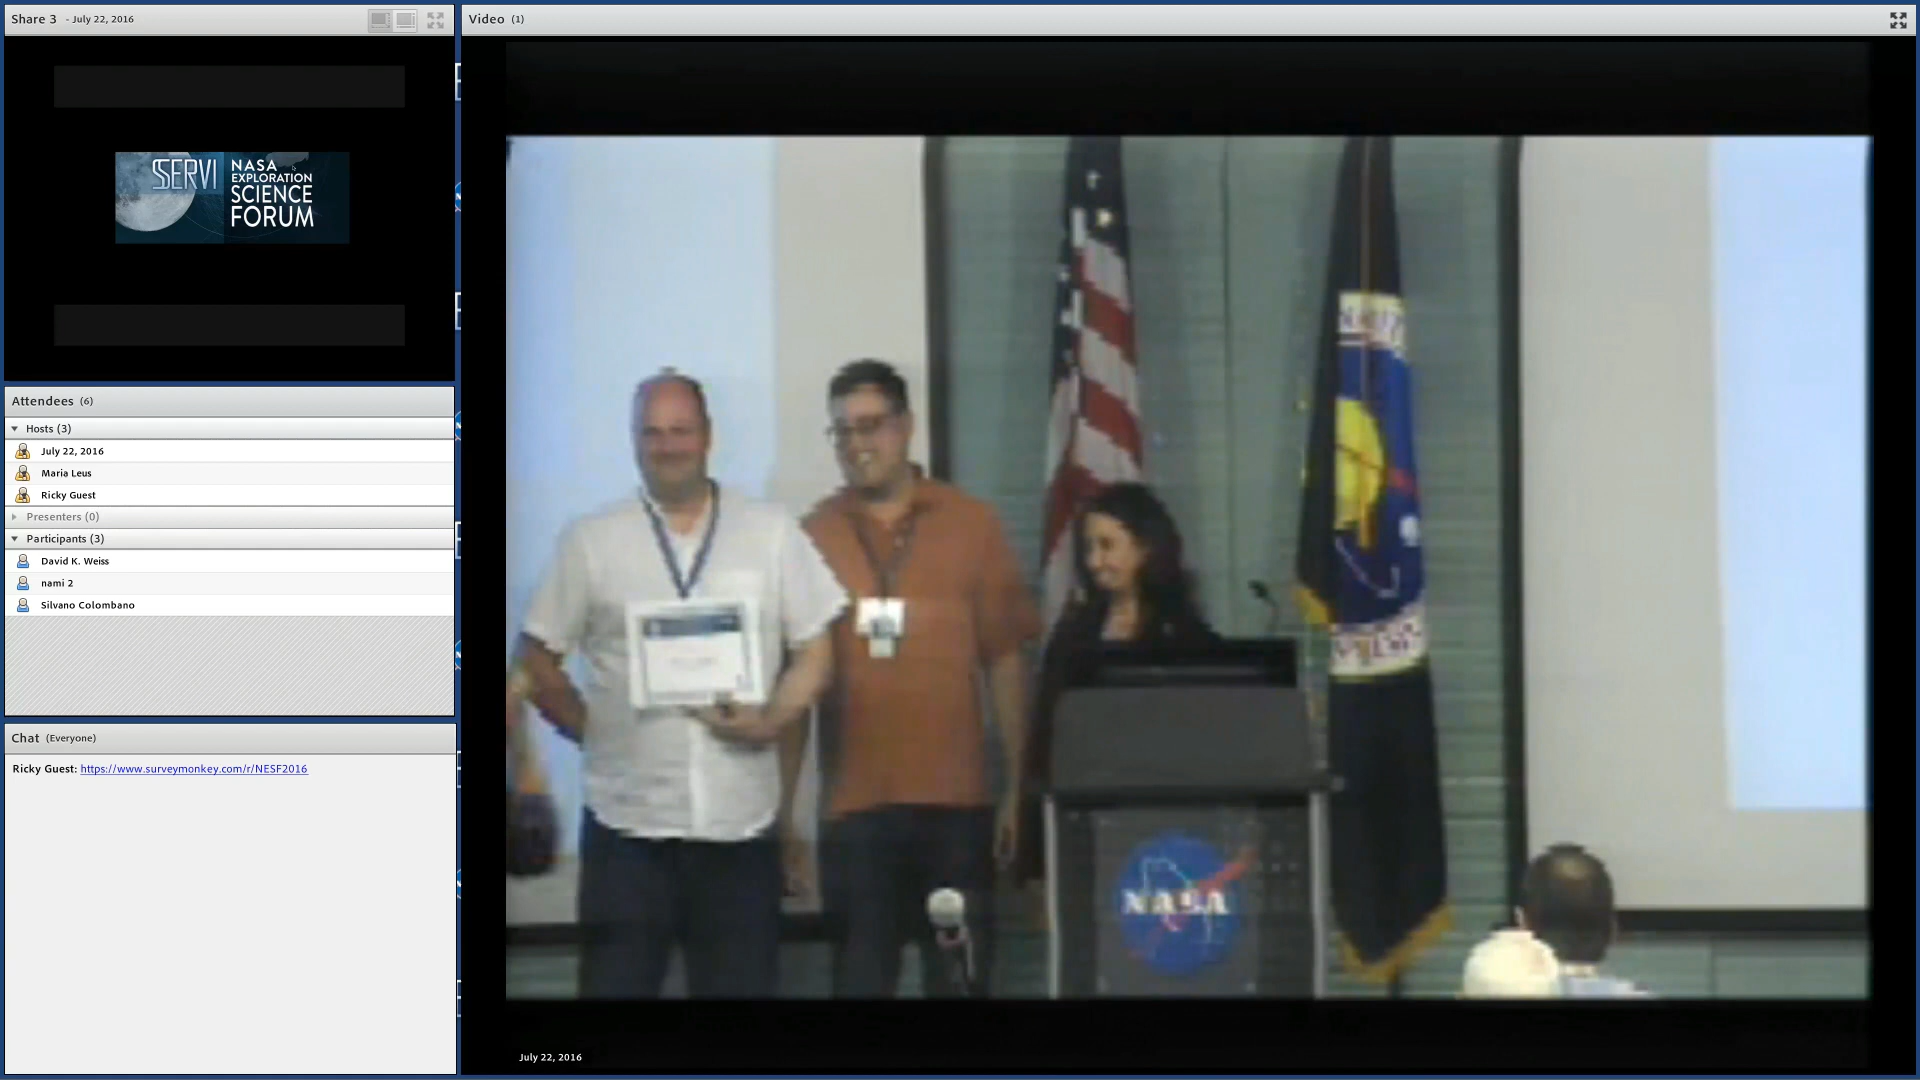 Share 3 - July 22, 2016
SSERVI
NASA
EXPLORATION
SCIENCE
FORUM
Attendees (6)
Hosts (3)
July 22, 2016
Maria Leus
Ricky Guest
Presenters (0)
Participants (3)
David K. Weiss
nami 2
Silvano Colombano
Chat (Everyone)
Ricky Guest: https://www.surveymonkey.com/r/NESF2016
Video (1)
NASA
July 22, 2016